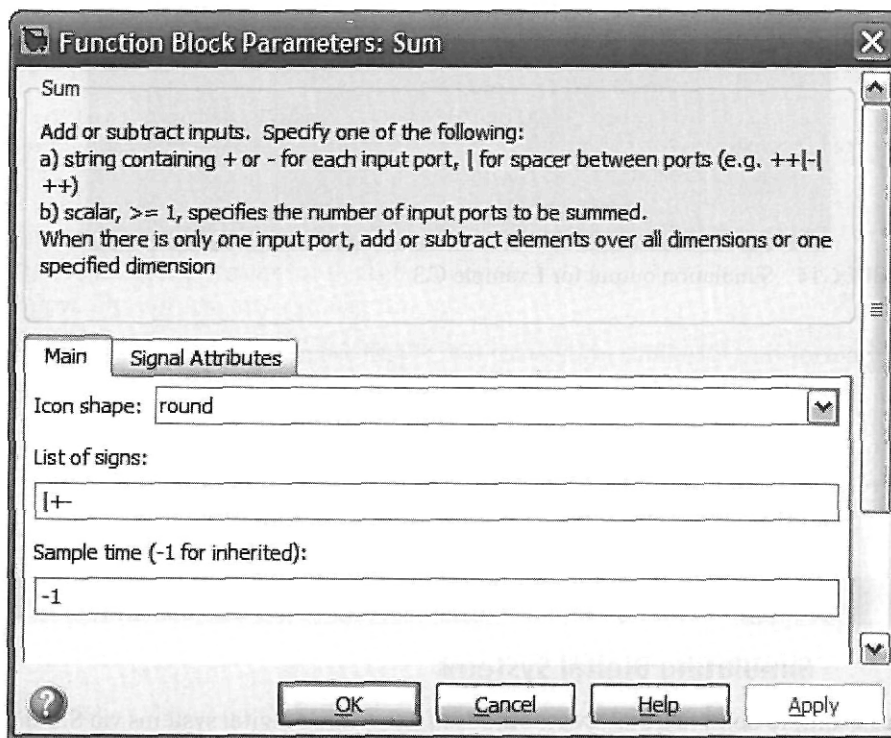 Function Block Parameters: Sum
Sum
Add or subtract inputs. Specify one of the following:
a) string containing + or - for each input port, | for spacer between ports (e.g. ++|-|
++)
b) scalar, >= 1, specifies the number of input ports to be summed.
When there is only one input port, add or subtract elements over all dimensions or one
specified dimension
Main
Signal Attributes
Icon shape: round
List of signs:
|+-
Sample time (-1 for inherited):
-1
OK
Cancel
Help
Apply